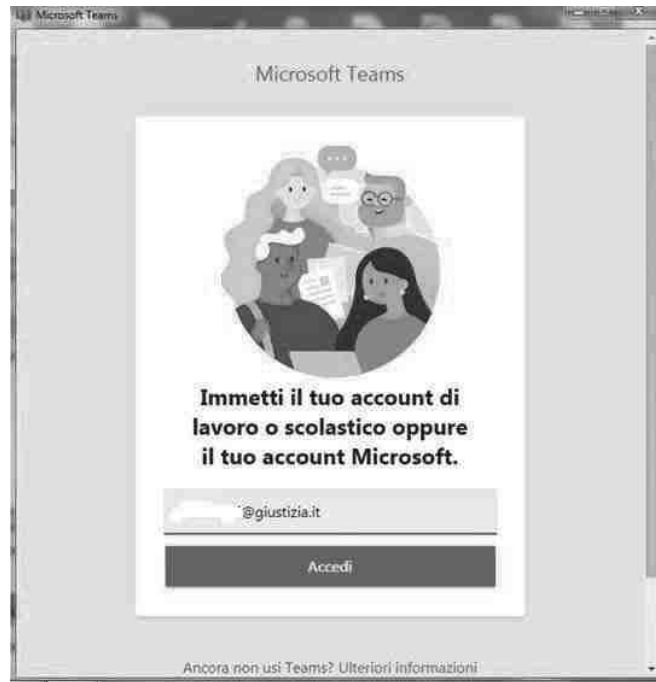 Microsoft Teams
Microsoft Teams
Immetti il tuo account di
lavoro o scolastico oppure
il tuo account Microsoft.
@giustizia.it
Accedi
Ancora non usi Teams? Ulteriori informazioni